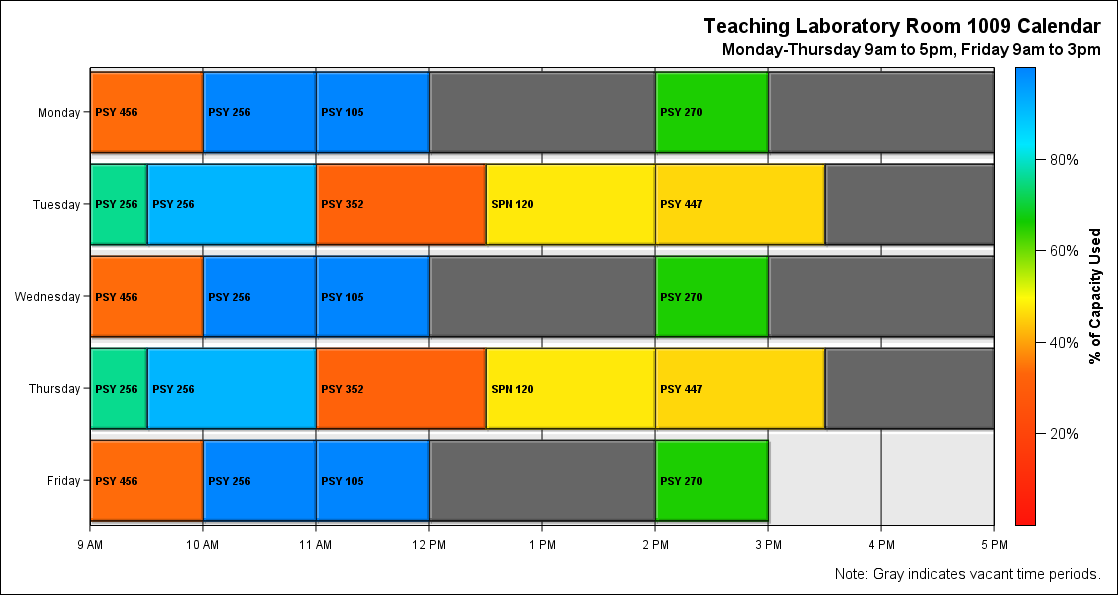 Teaching Laboratory Room 1009 Calendar
Monday-Thursday 9am to 5pm, Friday 9am to 3pm
Monday PSY 456 PSY 256 PSY 105 PSY 270
Tuesday PSY 256 PSY 256 PSY 352 SPN 120 PSY 447
Wednesday PSY 456 PSY 256 PSY 105 PSY 270
Thursday PSY 256 PSY 256 PSY 352 SPN 120 PSY 447
Friday PSY 456 PSY 256 PSY 105 PSY 270
9 AM 10 AM 11 AM 12 PM 1 PM 2 PM 3 PM 4 PM 5 PM
80%
60%
40%
20%
% of Capacity Used
Note: Gray indicates vacant time periods.